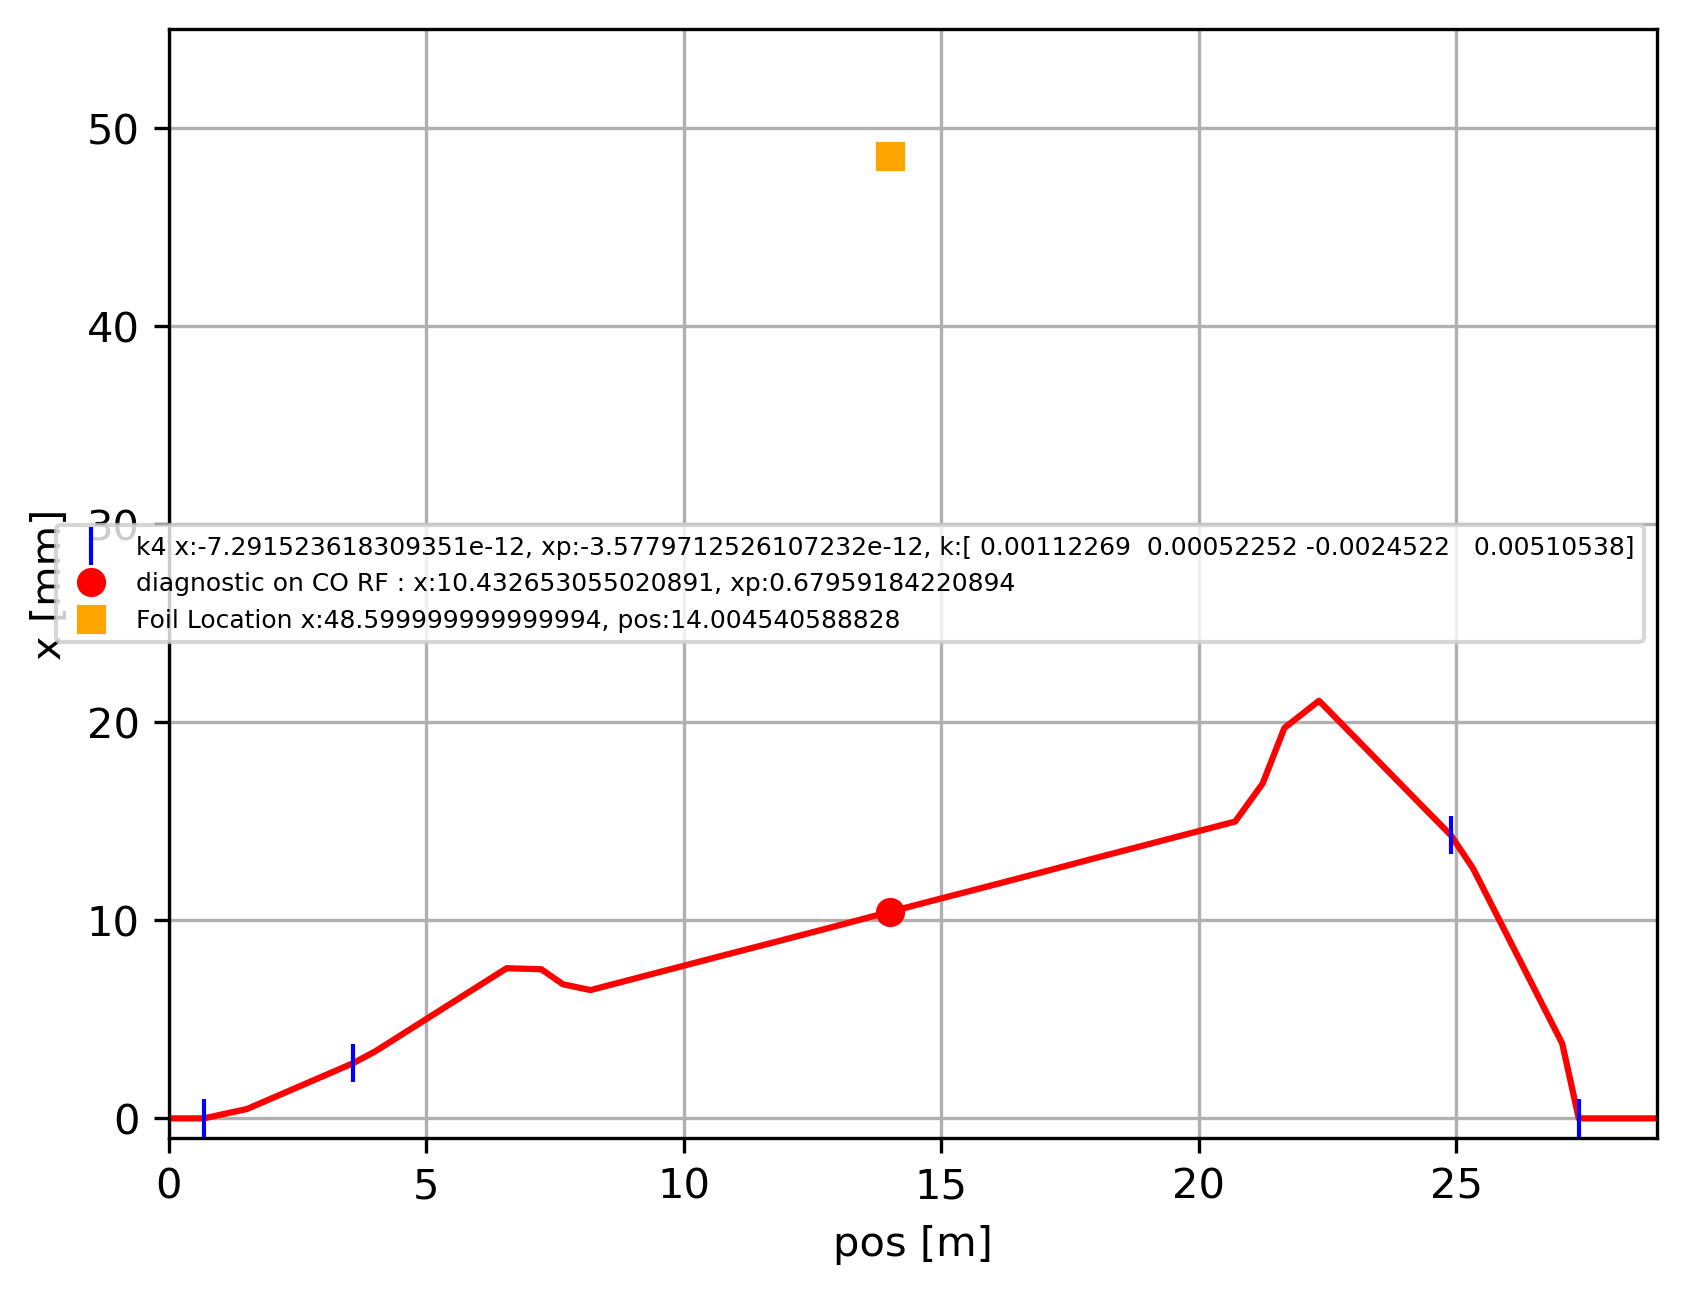 50
40
30
k4 x:-7.291523618309351e-12, xp:-3.5779712526107232e-12, k:[ 0.00112269  0.00052252 -0.0024522   0.00510538]
diagnostic on CO RF : x:10.432653055020891, xp:0.67959184220894
Foil Location x:48.599999999999994, pos:14.004540588828
x [mm]
20
10
0
0 5 10 15 20 25
pos [m]